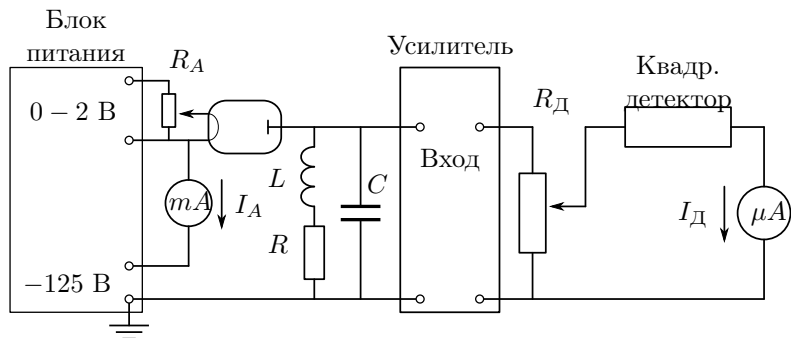 Блок
питания
R_A
0 − 2 В
mA
I_A
−125 В
L
R
C
Усилитель
Вход
R_Д
Квадр.
детектор
I_Д
μA